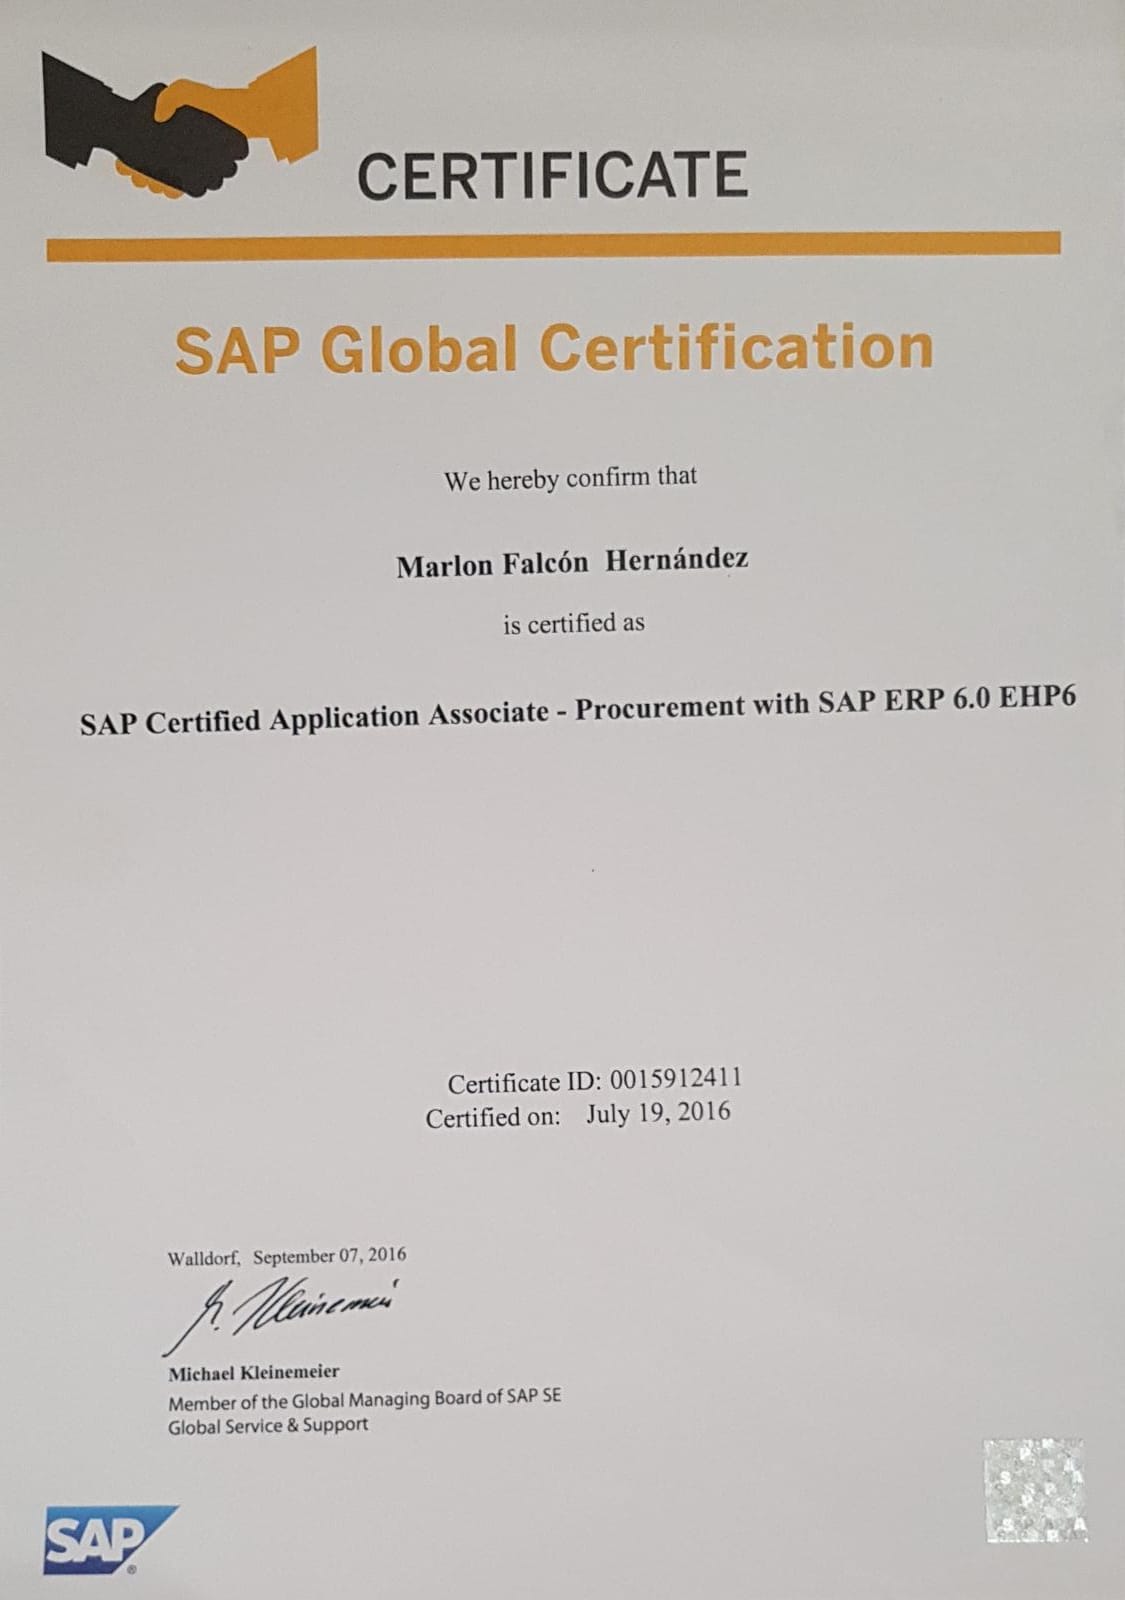 CERTIFICATE
SAP Global Certification
We hereby confirm that
Marlon Falcón Hernández
is certified as
SAP Certified Application Associate - Procurement with SAP ERP 6.0 EHP6
Certificate ID: 0015912411
Certified on: July 19, 2016
Walldorf, September 07, 2016
Michael Kleinemeier
Member of the Global Managing Board of SAP SE
Global Service & Support
SAP®